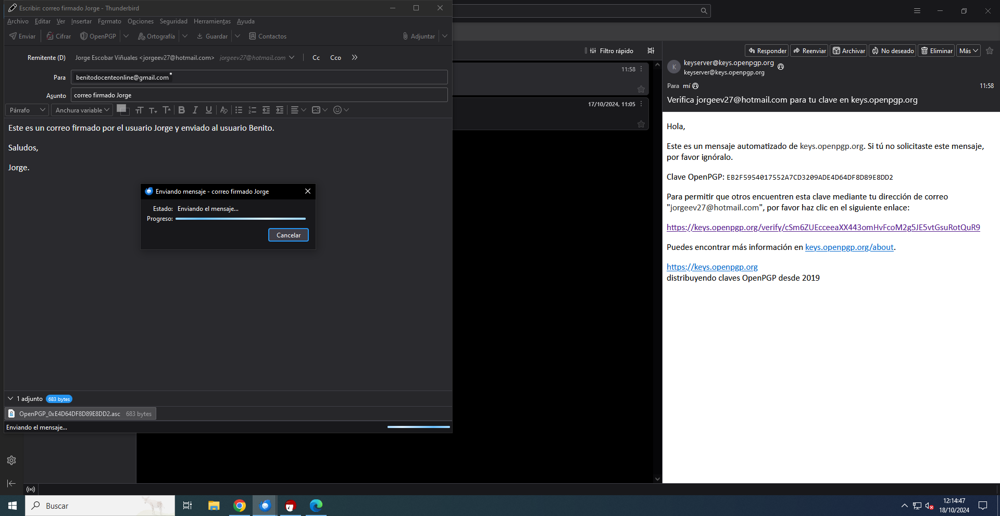 Escribir: correo firmado Jorge - Thunderbird
Archivo Editar Ver Insertar Formato Opciones Seguridad Herramientas Ayuda
Enviar Cifrar OpenPGP Ortografía Guardar Contactos Adjuntar
Remitente (D) Jorge Escobar Viñuales <jorgeev27@hotmail.com> jorgeev27@hotmail.com Cc Cco
Para benitodocenteonline@gmail.com
Asunto correo firmado Jorge
Párrafo Anchura variable
Este es un correo firmado por el usuario Jorge y enviado al usuario Benito.
Saludos,
Jorge.
Enviando mensaje - correo firmado Jorge
Estado: Enviando el mensaje...
Progreso:
Cancelar
1 adjunto 683 bytes
OpenPGP_0xE4D64DF8D89E8DD2.asc 683 bytes
Enviando el mensaje...
Filtro rápido
11:58
17/10/2024, 11:05
Responder Reenviar Archivar No deseado Eliminar Más
K
keyserver@keys.openpgp.org
keyserver@keys.openpgp.org
Para mí 11:58
Verifica jorgeev27@hotmail.com para tu clave en keys.openpgp.org
Hola,
Este es un mensaje automatizado de keys.openpgp.org. Si tú no solicitaste este mensaje,
por favor ignóralo.
Clave OpenPGP: EB2F5954017552A7CD3209ADE4D64DF8D89E8DD2
Para permitir que otros encuentren esta clave mediante tu dirección de correo
"jorgeev27@hotmail.com", por favor haz clic en el siguiente enlace:
https://keys.openpgp.org/verify/cSm6ZUEcceeaXX443omHvFcoM2g5JE5vtGsuRotQuR9
Puedes encontrar más información en keys.openpgp.org/about.
https://keys.openpgp.org
distribuyendo claves OpenPGP desde 2019
Buscar
12:14:47
18/10/2024